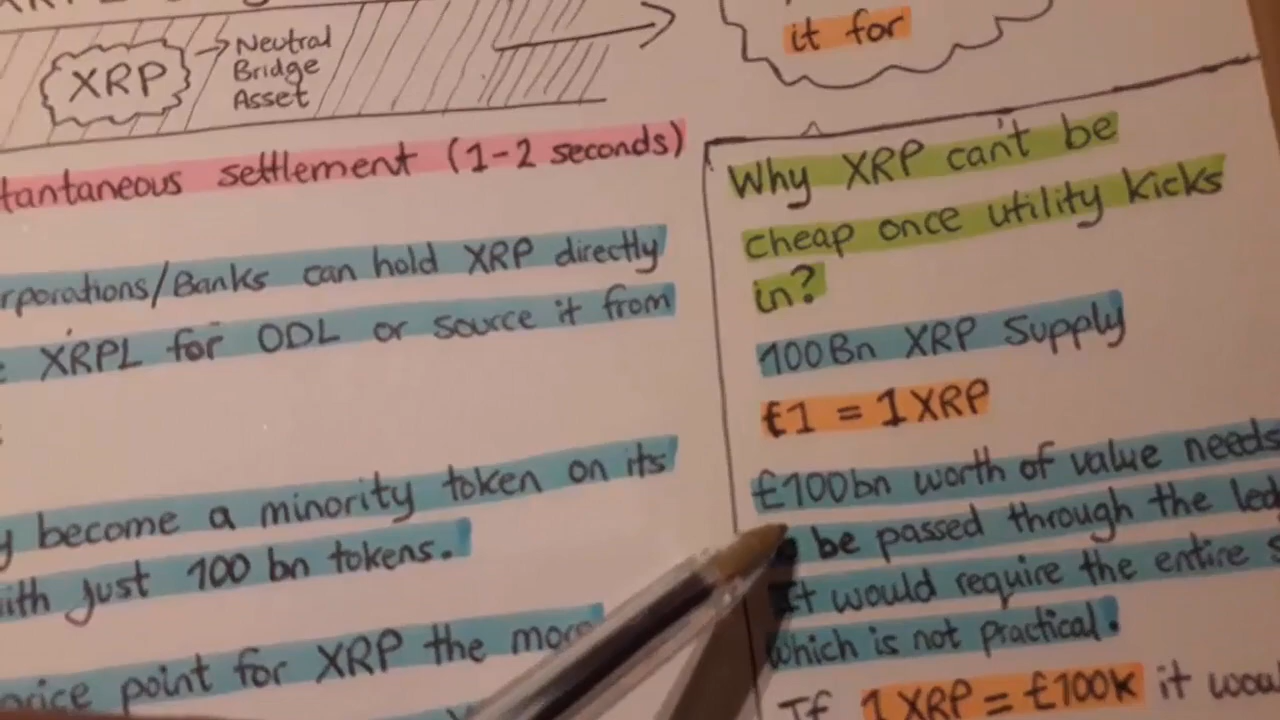 XRP → Neutral
Bridge
Asset
it for
tantaneous settlement (1-2 seconds)
rporations/Banks can hold XRP directly
XRPL for ODL or source it from
y become a minority token on its
ith just 100 bn tokens.
price point for XRP the more
Why XRP can't be
cheap once utility kicks
in?
100Bn XRP Supply
£1 = 1 XRP
£100bn worth of value needs
be passed through the led
It would require the entire s
which is not practical.
If 1 XRP = £100K it woul